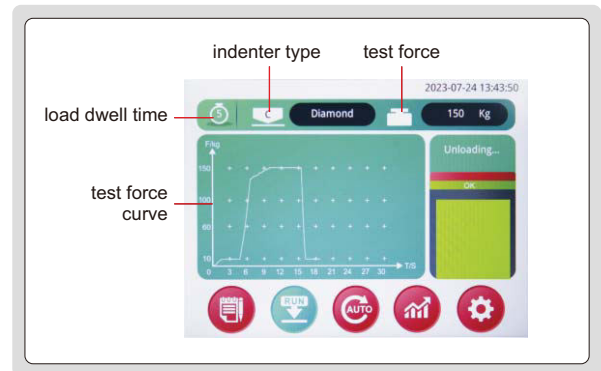 indenter type
test force
load dwell time
test force
curve
2023-07-24 13:43:50
5
C
Diamond
150 Kg
F/kg
150
100
60
10
0 3 6 9 12 15 18 21 24 27 30
T/S
Unloading...
OK
RUN
AUTO